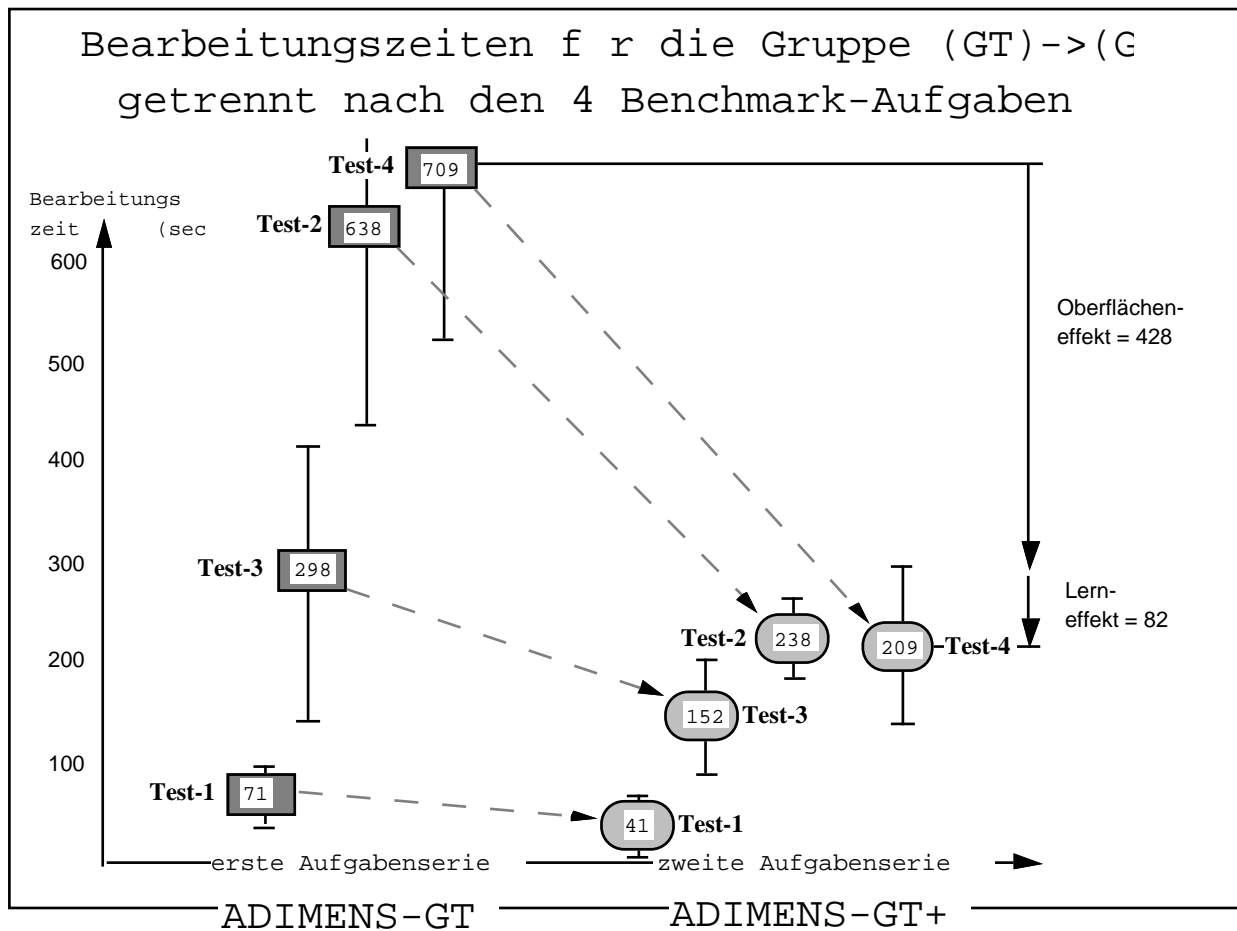 Bearbeitungszeiten f r die Gruppe (GT)->(G
getrennt nach den 4 Benchmark-Aufgaben
Test-4
709
Bearbeitungs
zeit (sec
Test-2
638
600
Oberflächen-
effekt = 428
500
400
300
Test-3
298
Lern-
effekt = 82
200
Test-2
238
209
Test-4
152
Test-3
100
Test-1
71
41
Test-1
erste Aufgabenserie
zweite Aufgabenserie
ADIMENS-GT
ADIMENS-GT+